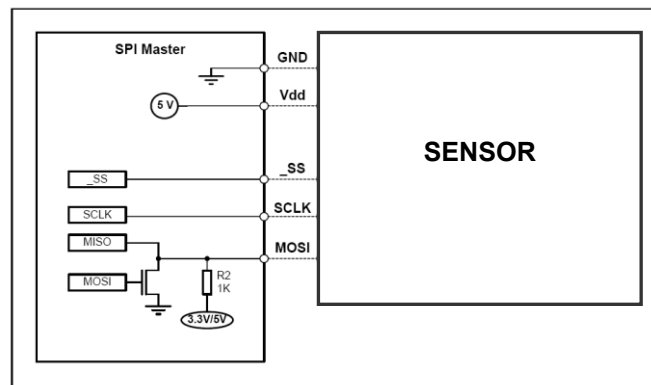 SPI Master
GND
5 V
Vdd
SENSOR
_SS
_SS
SCLK
SCLK
MISO
MOSI
MOSI
R2
1K
3.3V/5V